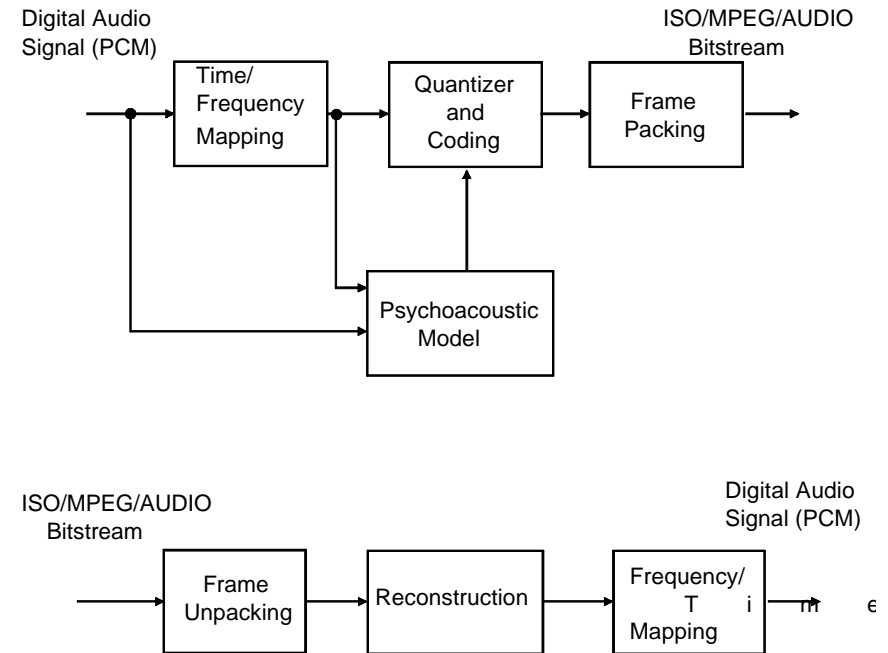 Digital Audio
Signal (PCM)
ISO/MPEG/AUDIO
Bitstream
Time/
Frequency
Mapping
Quantizer
and
Coding
Frame
Packing
Psychoacoustic
Model
ISO/MPEG/AUDIO
Bitstream
Digital Audio
Signal (PCM)
Frame
Unpacking
Reconstruction
Frequency/
T i m e
Mapping